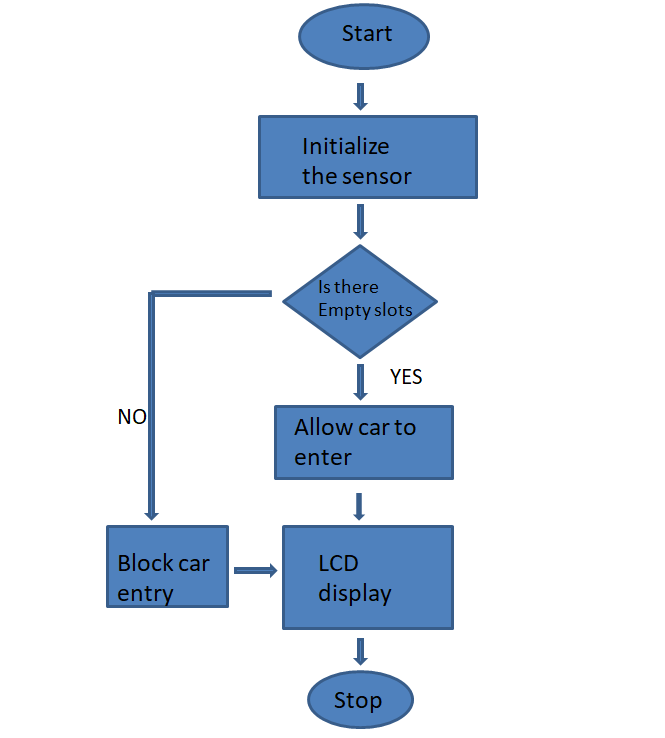 Start
Initialize
the sensor
Is there
Empty slots
YES
NO
Allow car to
enter
Block car
entry
LCD
display
Stop